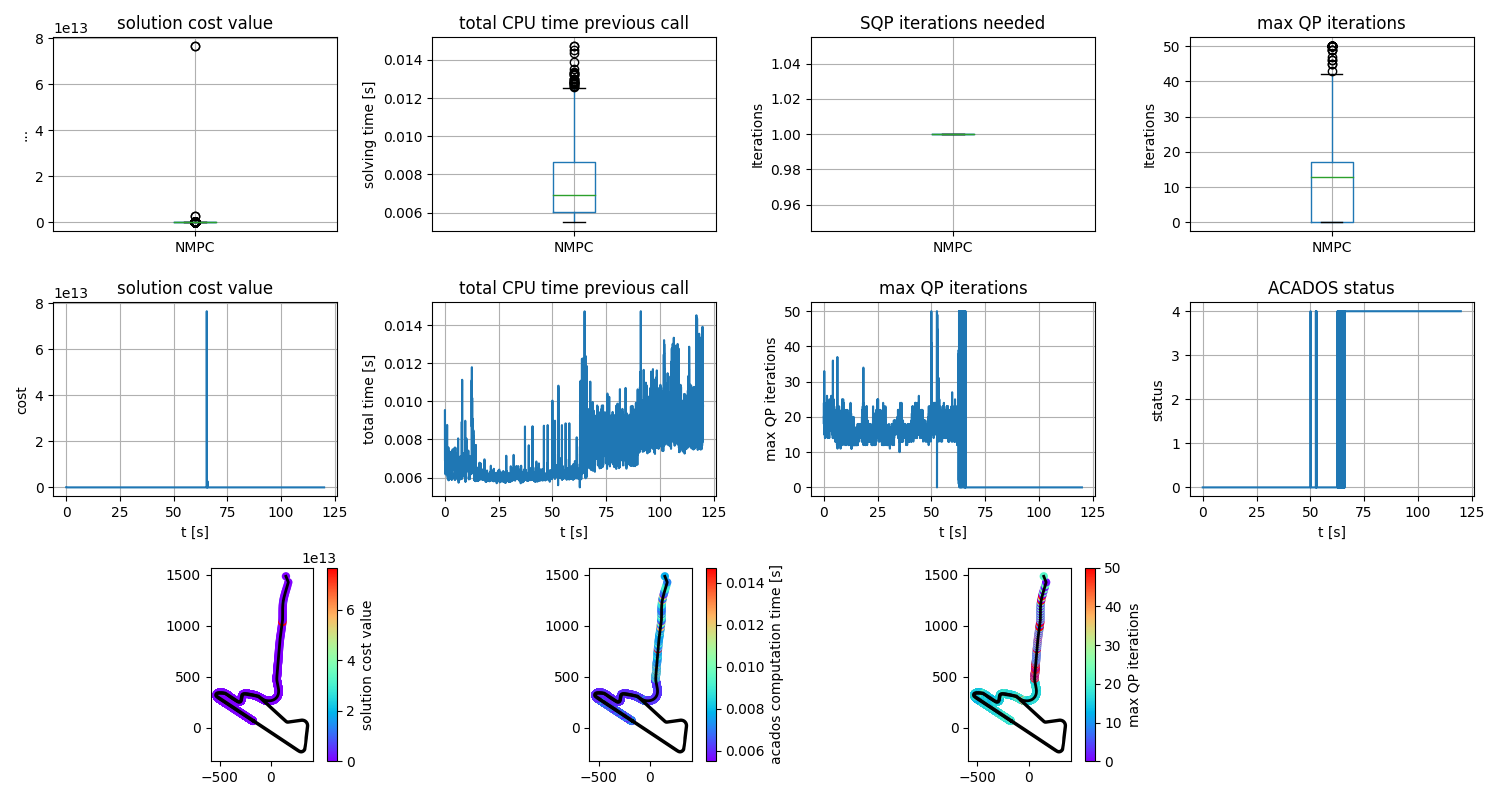 solution cost value
1e13
8
6
4
2
0
...
NMPC
total CPU time previous call
0.014
0.012
0.010
0.008
0.006
solving time [s]
NMPC
SQP iterations needed
1.04
1.02
1.00
0.98
0.96
Iterations
NMPC
max QP iterations
50
40
30
20
10
0
Iterations
NMPC
solution cost value
1e13
8
6
4
2
0
cost
0 25 50 75 100 125
t [s]
total CPU time previous call
0.014
0.012
0.010
0.008
0.006
total time [s]
0 25 50 75 100 125
t [s]
max QP iterations
50
40
30
20
10
0
max QP iterations
0 25 50 75 100 125
t [s]
ACADOS status
4
3
2
1
0
status
0 25 50 75 100 125
t [s]
1500
1000
500
0
−500 0
1e13
6
4
2
0
solution cost value
1500
1000
500
0
−500 0
0.014
0.012
0.010
0.008
0.006
acados computation time [s]
1500
1000
500
0
−500 0
50
40
30
20
10
0
max QP iterations